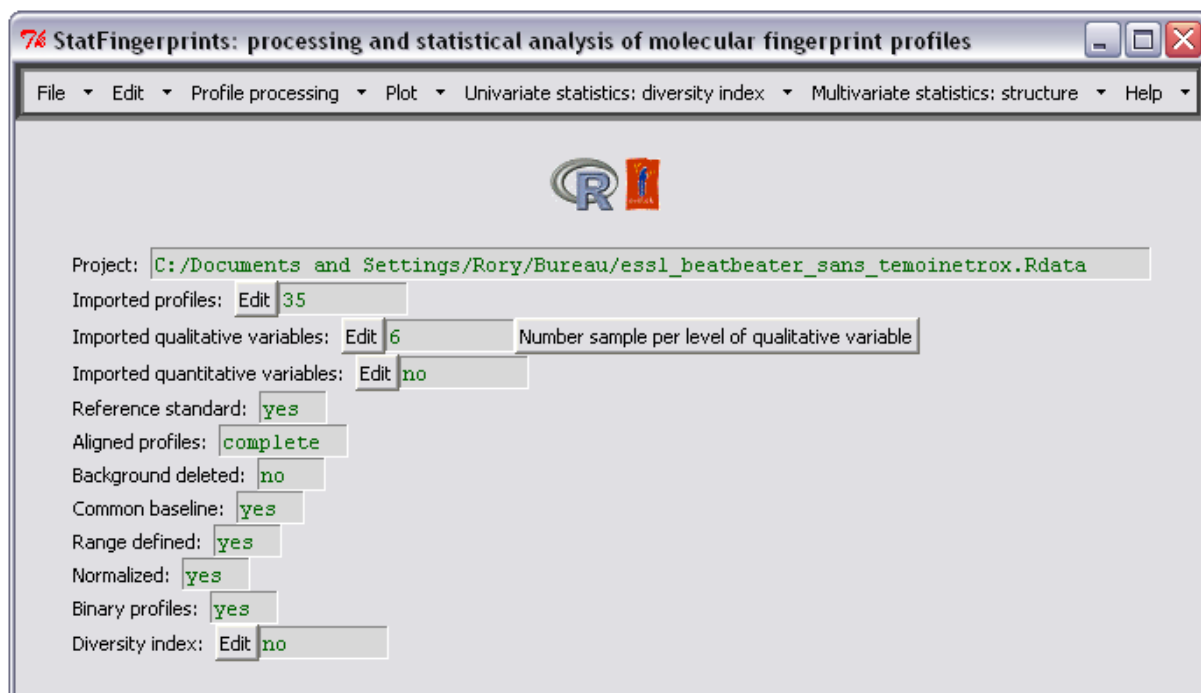 StatFingerprints: processing and statistical analysis of molecular fingerprint profiles
File Edit Profile processing Plot Univariate statistics: diversity index Multivariate statistics: structure Help
R
Project: C:/Documents and Settings/Rory/Bureau/essl_beatbeater_sans_temoinetrox.Rdata
Imported profiles: Edit 35
Imported qualitative variables: Edit 6 Number sample per level of qualitative variable
Imported quantitative variables: Edit no
Reference standard: yes
Aligned profiles: complete
Background deleted: no
Common baseline: yes
Range defined: yes
Normalized: yes
Binary profiles: yes
Diversity index: Edit no